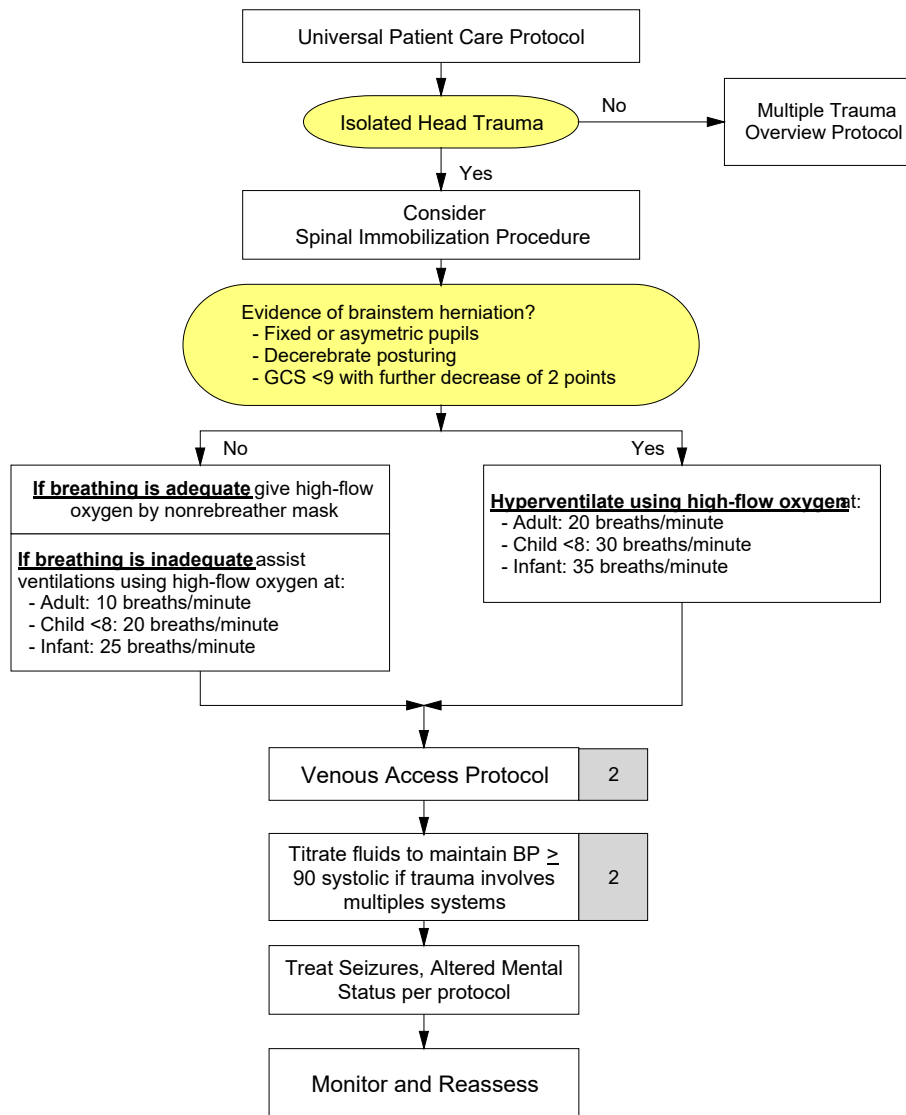 Universal Patient Care Protocol
Isolated Head Trauma
No
Multiple Trauma
Overview Protocol
Yes
Consider
Spinal Immobilization Procedure
Evidence of brainstem herniation?
- Fixed or asymetric pupils
- Decerebrate posturing
- GCS <9 with further decrease of 2 points
No
If breathing is adequate give high-flow
oxygen by nonrebreather mask
If breathing is inadequate assist
ventilations using high-flow oxygen at:
- Adult: 10 breaths/minute
- Child <8: 20 breaths/minute
- Infant: 25 breaths/minute
Yes
Hyperventilate using high-flow oxygen at:
- Adult: 20 breaths/minute
- Child <8: 30 breaths/minute
- Infant: 35 breaths/minute
Venous Access Protocol
2
Titrate fluids to maintain BP ≥
90 systolic if trauma involves
multiples systems
2
Treat Seizures, Altered Mental
Status per protocol
Monitor and Reassess